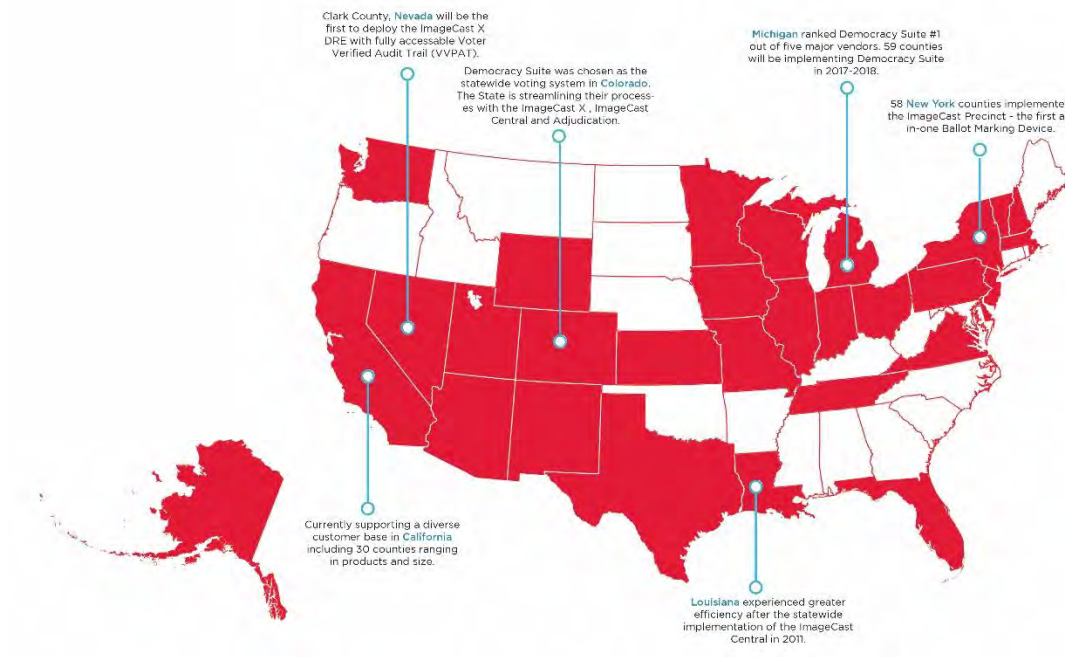 Clark County, Nevada will be the
first to deploy the ImageCast X
DRE with fully accessable Voter
Verified Audit Trail (VVPAT).
Democracy Suite was chosen as the
statewide voting system in Colorado.
The State is streamlining their process-
es with the ImageCast X , ImageCast
Central and Adjudication.
Michigan ranked Democracy Suite #1
out of five major vendors. 59 counties
will be implementing Democracy Suite
in 2017-2018.
58 New York counties implemente
the ImageCast Precinct - the first a
in-one Ballot Marking Device.
Currently supporting a diverse
customer base in California
including 30 counties ranging
in products and size.
Louisiana experienced greater
efficiency after the statewide
implementation of the ImageCast
Central in 2011.